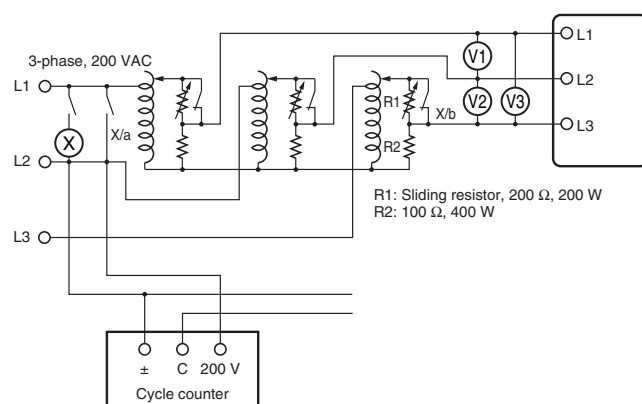 3-phase, 200 VAC
L1
L2
L3
X
X/a
R1
R2
X/b
V1
V2
V3
L1
L2
L3
R1: Sliding resistor, 200 Ω, 200 W
R2: 100 Ω, 400 W
± C 200 V
Cycle counter